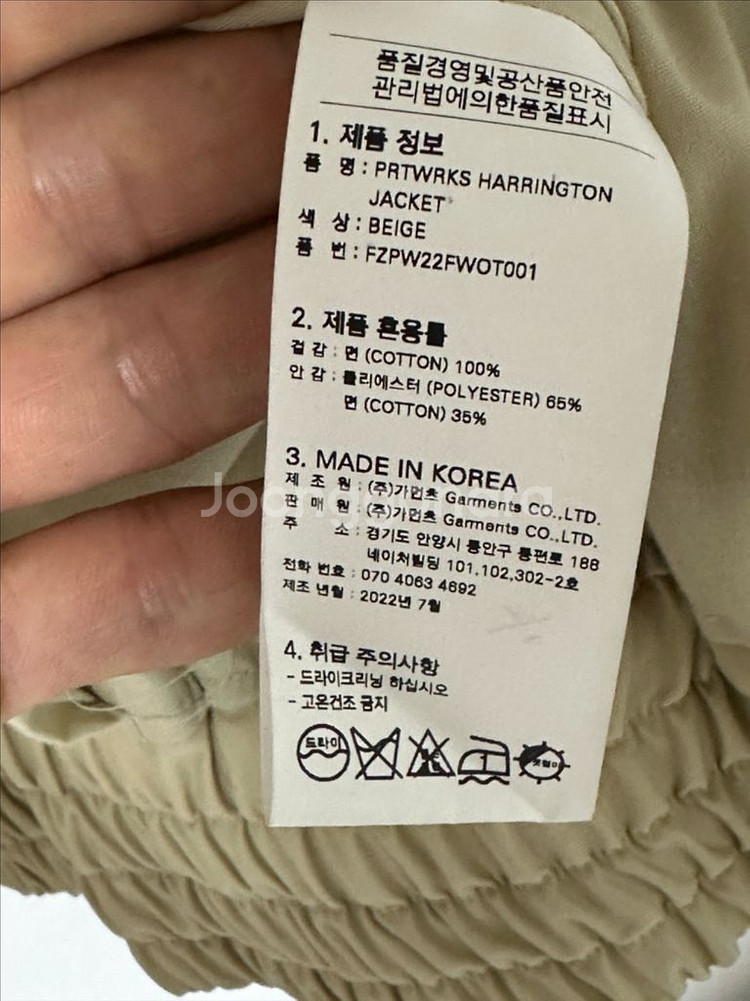 품질경영및공산품안전
관리법에의한품질표시
1. 제품 정보
품 명 : PRTWRKS HARRINGTON
JACKET
색 상 : BEIGE
품 번 : FZPW22FWOT001
2. 제품 혼용률
겉 감 : 면 (COTTON) 100%
안 감 : 폴리에스터 (POLYESTER) 65%
면 (COTTON) 35%
3. MADE IN KOREA
제 조 원 : (주)가먼츠 Garments CO.,LTD.
판 매 원 : (주)가먼츠 Garments CO.,LTD.
주 소 : 경기도 안양시 동안구 통편로 188
네이처빌딩 101,102,302-2호
전화 번호 : 070 4063 4692
제조 년월 : 2022년 7월
4. 취급 주의사항
- 드라이크리닝 하십시오
- 고온건조 금지
드라이
1